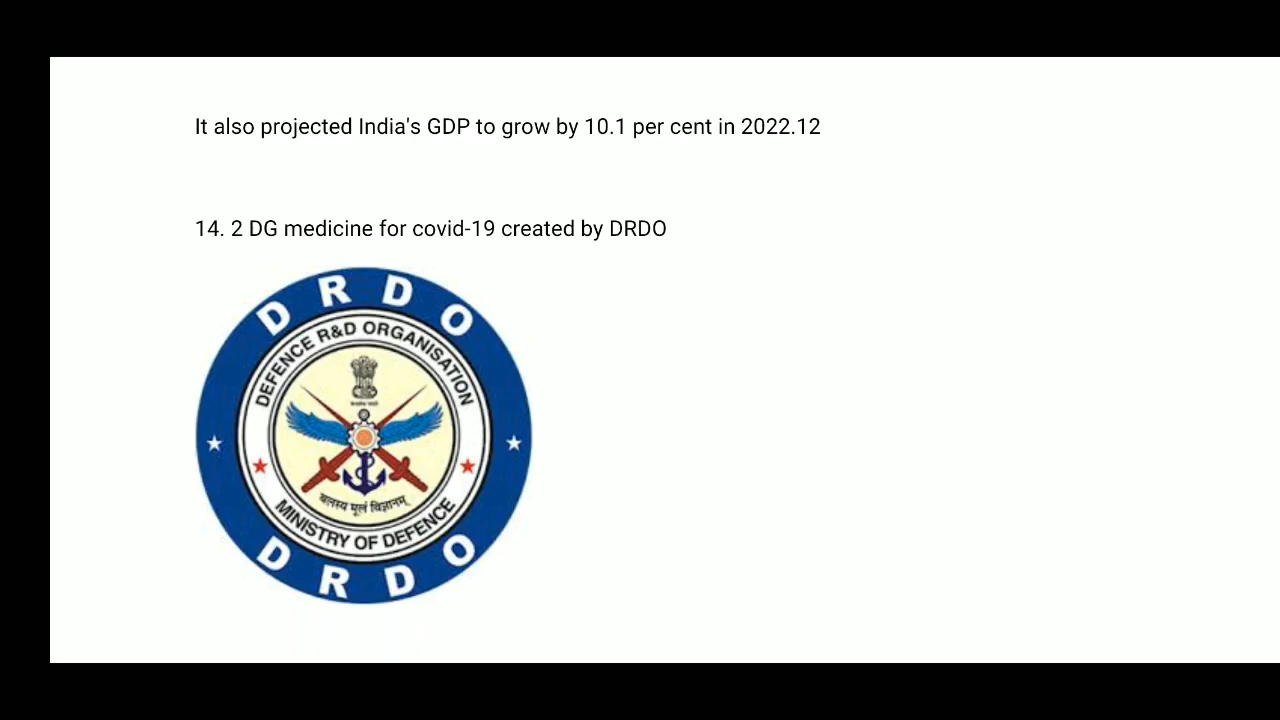 It also projected India's GDP to grow by 10.1 per cent in 2022.12
14. 2 DG medicine for covid-19 created by DRDO
DRDO
DEFENCE R&D ORGANISATION
बलस्य मूलं विज्ञानम्
MINISTRY OF DEFENCE
DRDO